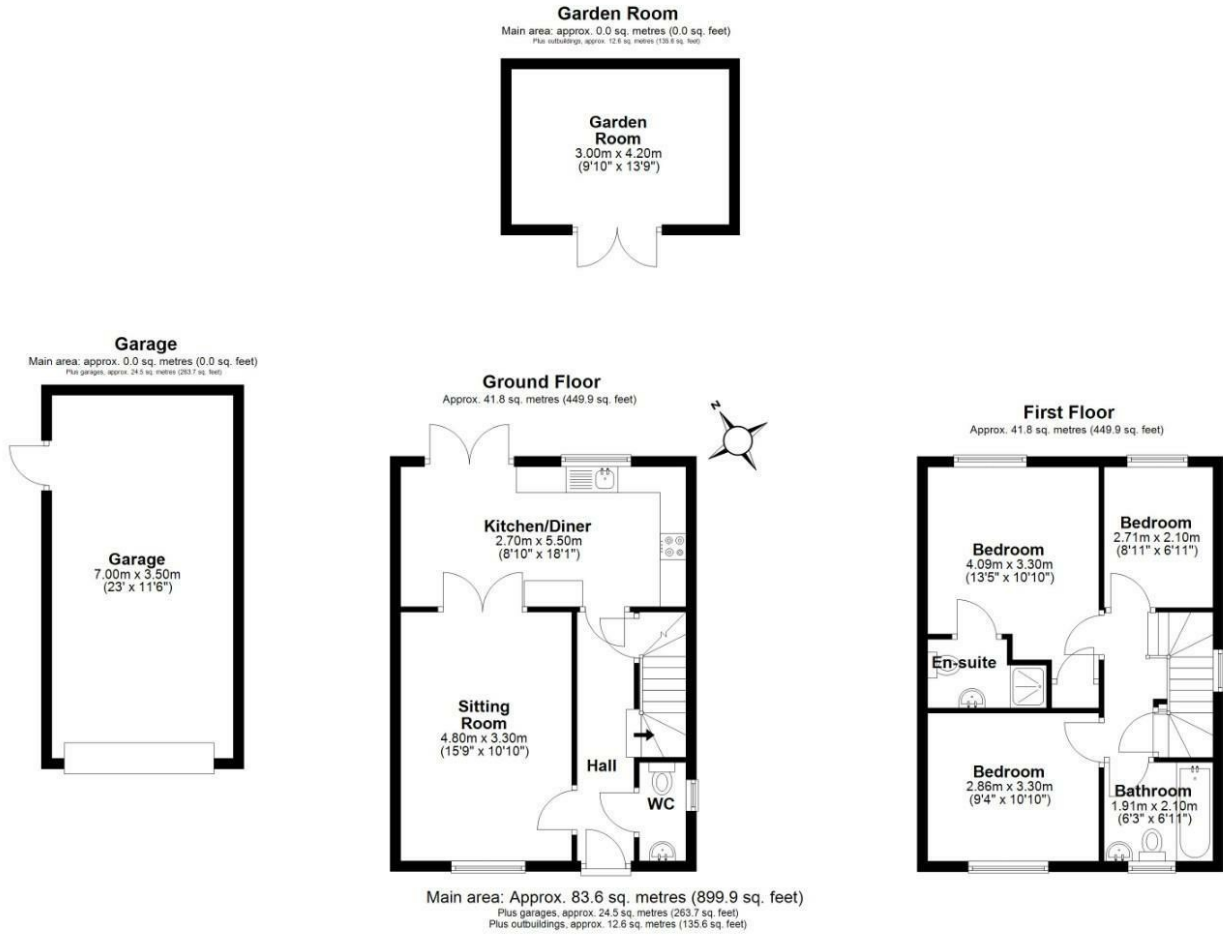 Garden Room
Main area: approx. 0.0 sq. metres (0.0 sq. feet)
Plus outbuildings, approx. 12.6 sq. metres (135.6 sq. feet)
Garden
Room
3.00m x 4.20m
(9'10" x 13'9")
Garage
Main area: approx. 0.0 sq. metres (0.0 sq. feet)
Plus garages, approx. 24.5 sq. metres (263.7 sq. feet)
Garage
7.00m x 3.50m
(23' x 11'6")
Ground Floor
Approx. 41.8 sq. metres (449.9 sq. feet)
N
Kitchen/Diner
2.70m x 5.50m
(8'10" x 18'1")
Sitting
Room
4.80m x 3.30m
(15'9" x 10'10")
Hall
WC
First Floor
Approx. 41.8 sq. metres (449.9 sq. feet)
Bedroom
4.09m x 3.30m
(13'5" x 10'10")
Bedroom
2.71m x 2.10m
(8'11" x 6'11")
En-suite
Bedroom
2.86m x 3.30m
(9'4" x 10'10")
Bathroom
1.91m x 2.10m
(6'3" x 6'11")
Main area: Approx. 83.6 sq. metres (899.9 sq. feet)
Plus garages, approx. 24.5 sq. metres (263.7 sq. feet)
Plus outbuildings, approx. 12.6 sq. metres (135.6 sq. feet)